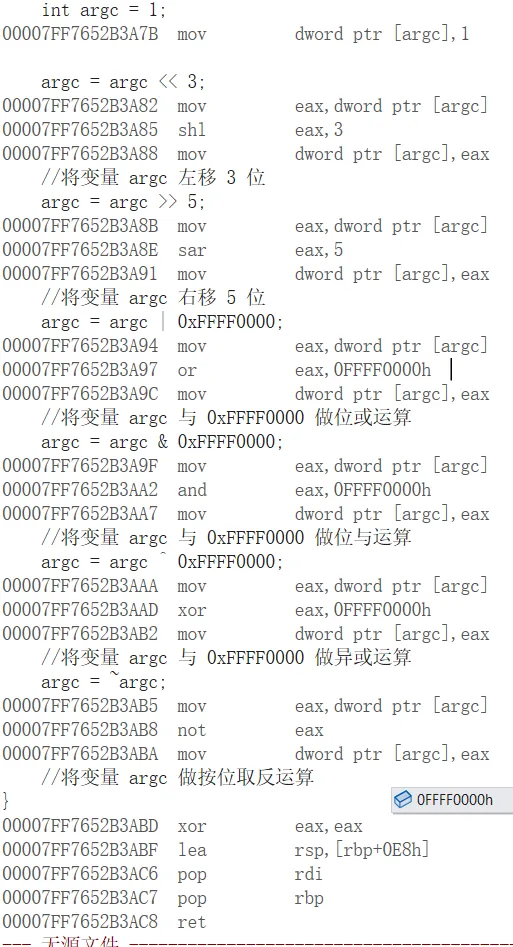 int argc = 1;
00007FF7652B3A7B mov dword ptr [argc],1
argc = argc << 3;
00007FF7652B3A82 mov eax,dword ptr [argc]
00007FF7652B3A85 shl eax,3
00007FF7652B3A88 mov dword ptr [argc],eax
//将变量 argc 左移 3 位
argc = argc >> 5;
00007FF7652B3A8B mov eax,dword ptr [argc]
00007FF7652B3A8E sar eax,5
00007FF7652B3A91 mov dword ptr [argc],eax
//将变量 argc 右移 5 位
argc = argc | 0xFFFF0000;
00007FF7652B3A94 mov eax,dword ptr [argc]
00007FF7652B3A97 or eax,0FFFF0000h
00007FF7652B3A9C mov dword ptr [argc],eax
//将变量 argc 与 0xFFFF0000 做位或运算
argc = argc & 0xFFFF0000;
00007FF7652B3A9F mov eax,dword ptr [argc]
00007FF7652B3AA2 and eax,0FFFF0000h
00007FF7652B3AA7 mov dword ptr [argc],eax
//将变量 argc 与 0xFFFF0000 做位与运算
argc = argc ^ 0xFFFF0000;
00007FF7652B3AAA mov eax,dword ptr [argc]
00007FF7652B3AAD xor eax,0FFFF0000h
00007FF7652B3AB2 mov dword ptr [argc],eax
//将变量 argc 与 0xFFFF0000 做异或运算
argc = ~argc;
00007FF7652B3AB5 mov eax,dword ptr [argc]
00007FF7652B3AB8 not eax
00007FF7652B3ABA mov dword ptr [argc],eax
//将变量 argc 做按位取反运算
}
0FFFF0000h
00007FF7652B3ABD xor eax,eax
00007FF7652B3ABF lea rsp,[rbp+0E8h]
00007FF7652B3AC6 pop rdi
00007FF7652B3AC7 pop rbp
00007FF7652B3AC8 ret
--- 无源文件 ---